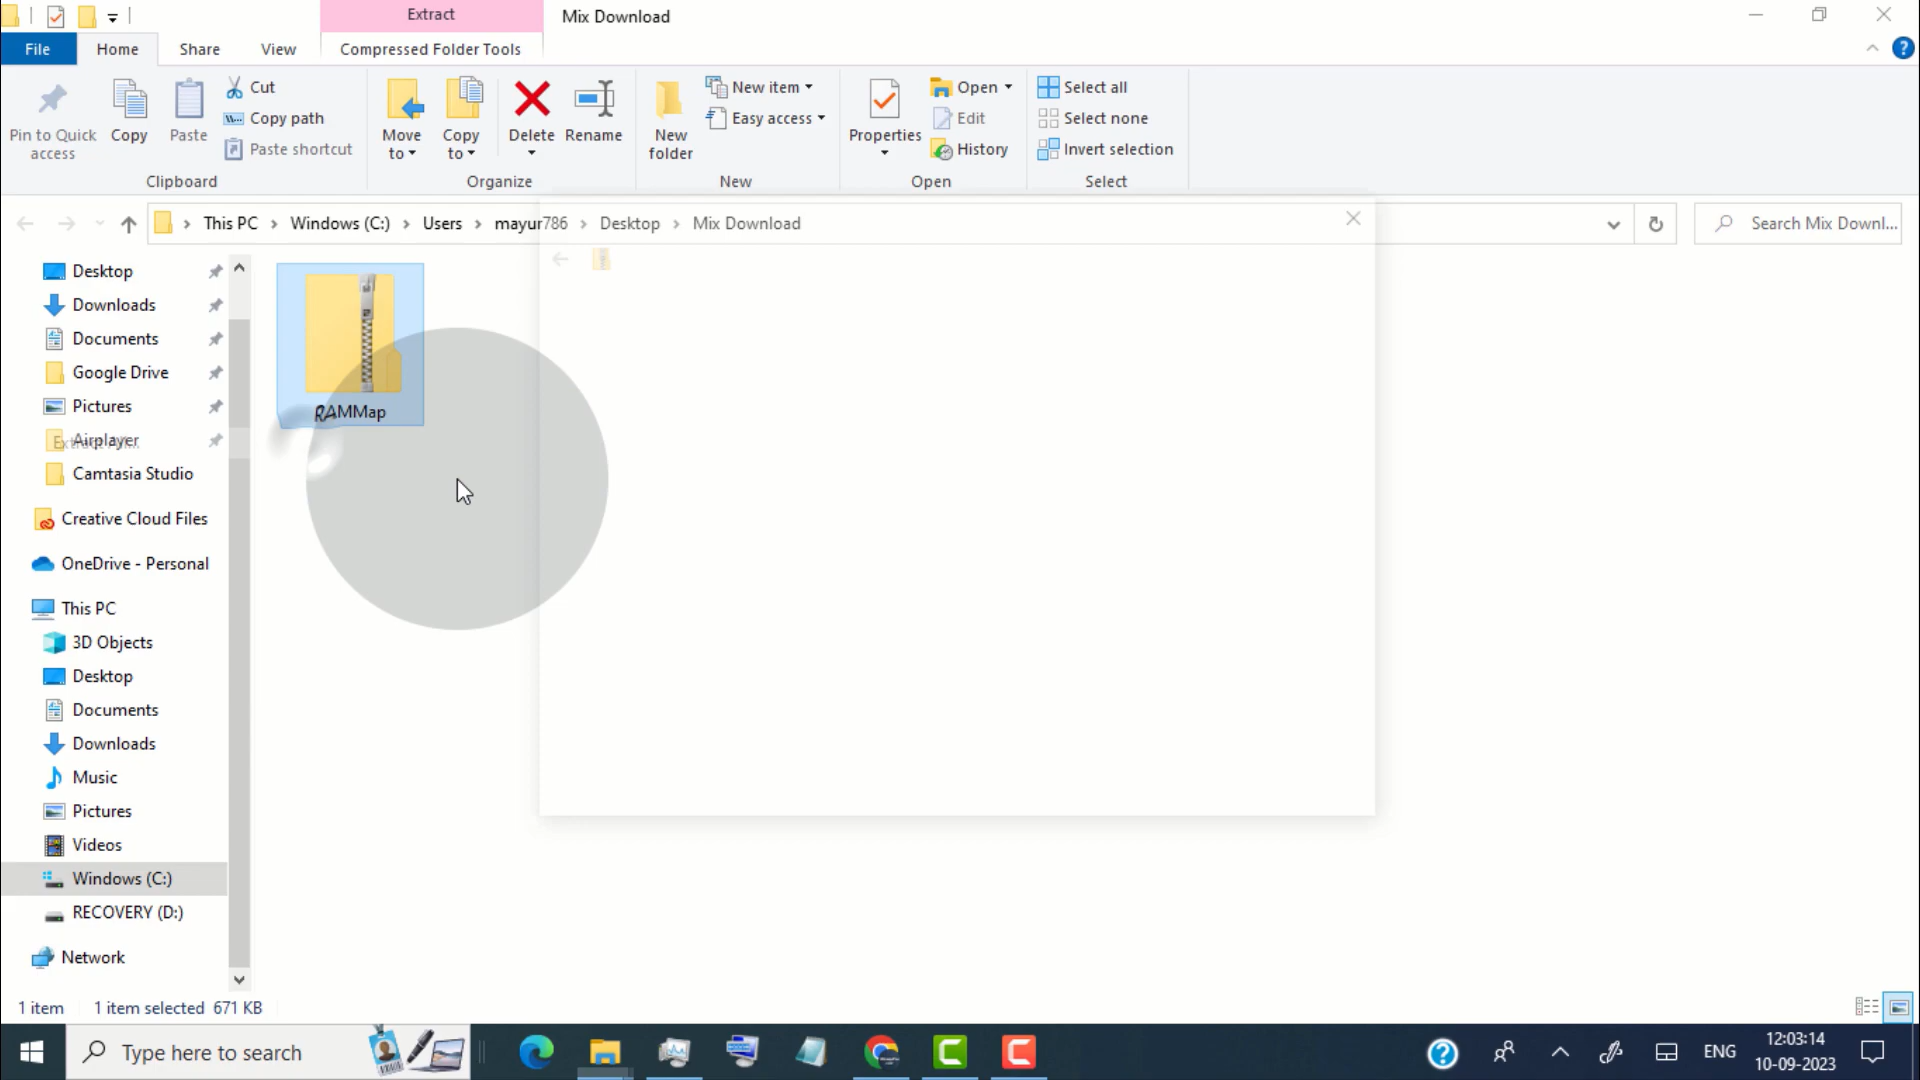 Extract
Mix Download
File
Home
Share
View
Compressed Folder Tools
Pin to Quick access
Copy
Paste
Cut
Copy path
Paste shortcut
Clipboard
Move to
Copy to
Delete
Rename
Organize
New folder
New item
Easy access
New
Properties
Open
Edit
History
Open
Select all
Select none
Invert selection
Select
This PC
Windows (C:)
Users
mayur786
Desktop
Mix Download
Search Mix Downl...
Desktop
Downloads
Documents
Google Drive
Pictures
Airplayer
Camtasia Studio
Creative Cloud Files
OneDrive - Personal
This PC
3D Objects
Desktop
Documents
Downloads
Music
Pictures
Videos
Windows (C:)
RECOVERY (D:)
Network
RAMMap
1 item
1 item selected 671 KB
Type here to search
ENG
12:03:14
10-09-2023